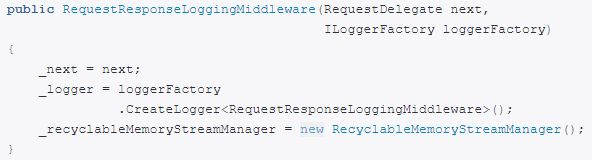 public RequestResponseLoggingMiddleware(RequestDelegate next,
                                        ILoggerFactory loggerFactory)
{
    _next = next;
    _logger = loggerFactory
              .CreateLogger<RequestResponseLoggingMiddleware>();
    _recyclableMemoryStreamManager = new RecyclableMemoryStreamManager();
}